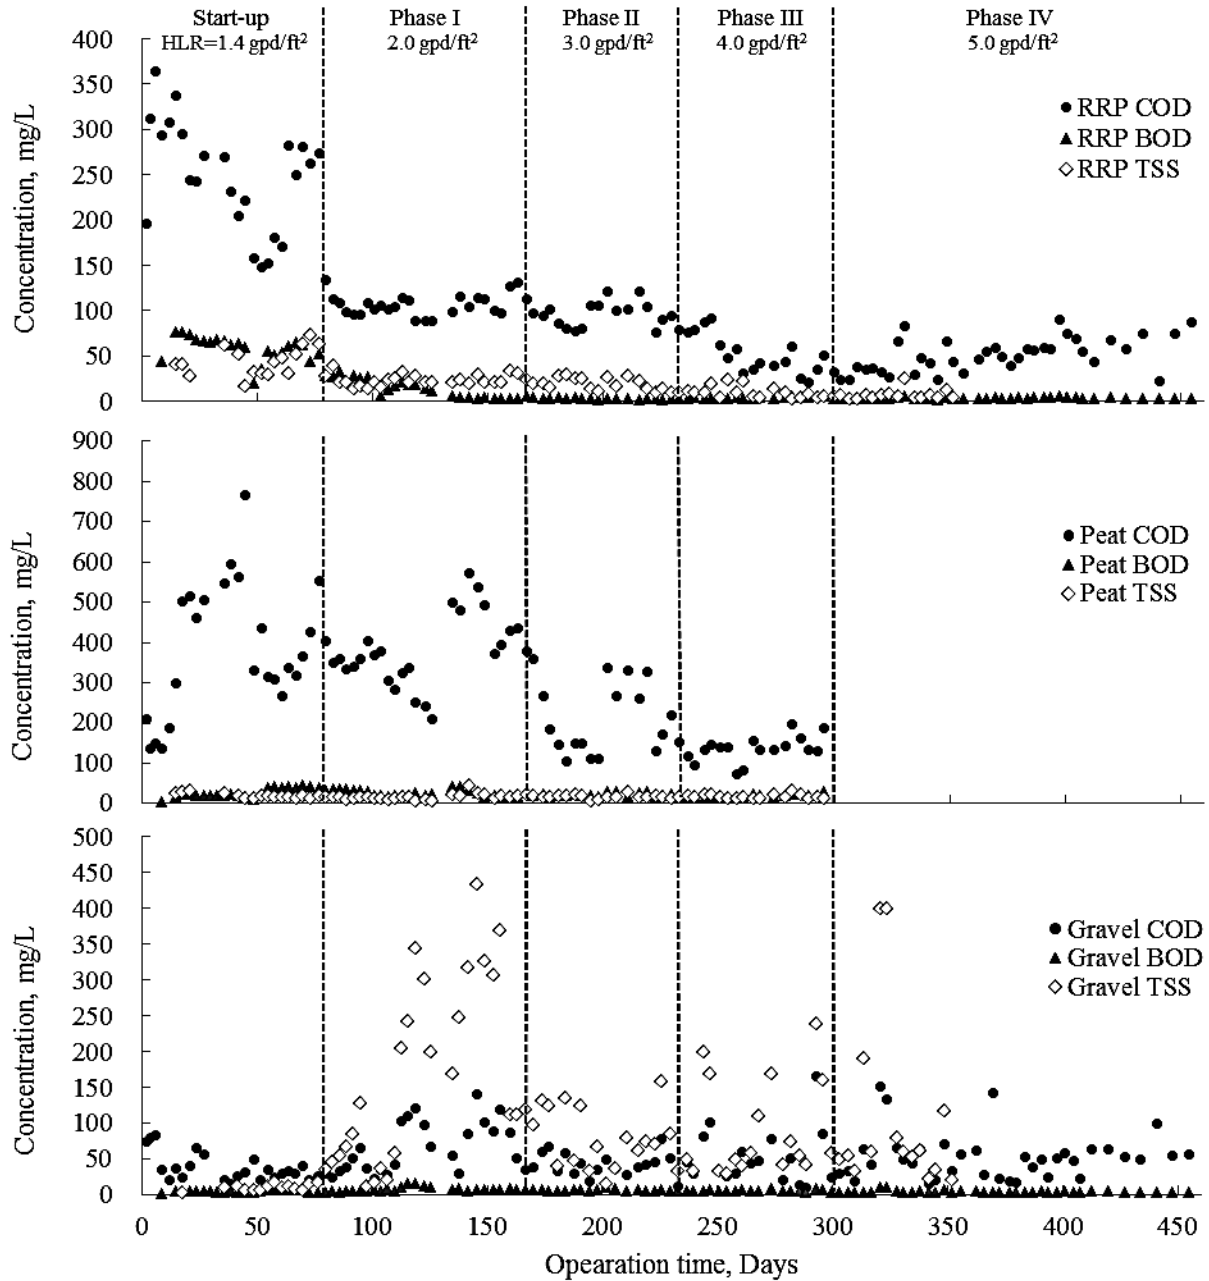 Start-up Phase I Phase II Phase III Phase IV
HLR=1.4 gpd/ft² 2.0 gpd/ft² 3.0 gpd/ft² 4.0 gpd/ft² 5.0 gpd/ft²
400
350
300
250
200
150
100
50
0
Concentration, mg/L
RRP COD
RRP BOD
RRP TSS
900
800
700
600
500
400
300
200
100
0
Concentration, mg/L
Peat COD
Peat BOD
Peat TSS
500
450
400
350
300
250
200
150
100
50
0
Concentration, mg/L
Gravel COD
Gravel BOD
Gravel TSS
0 50 100 150 200 250 300 350 400 450
Opearation time, Days